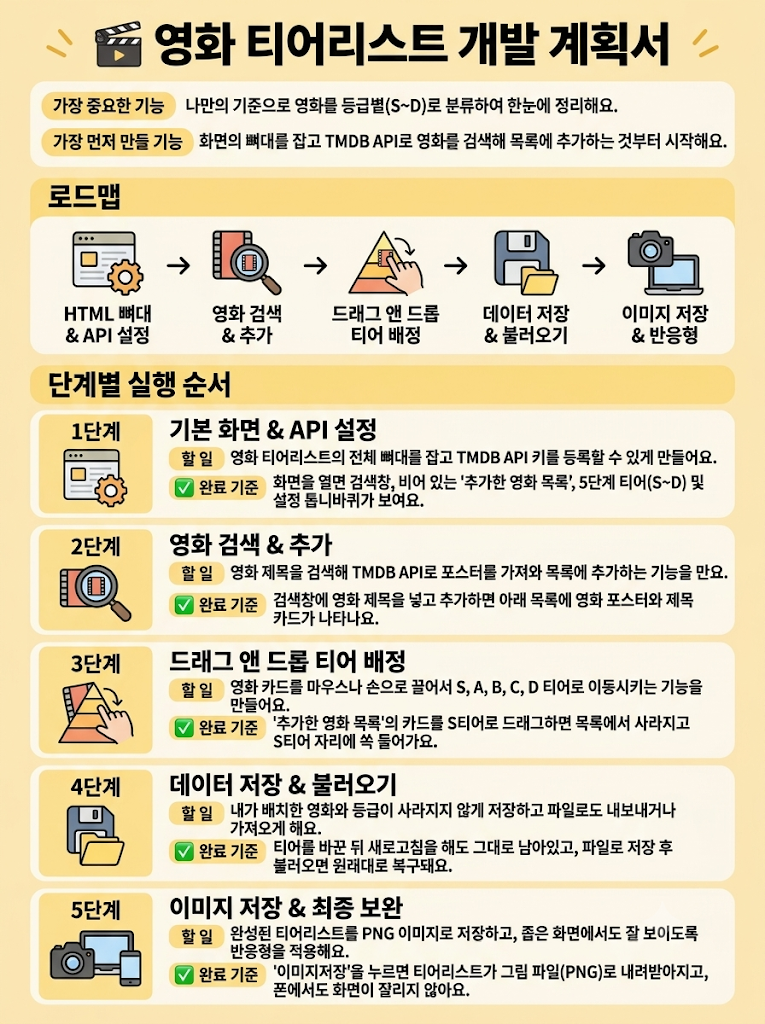 영화 티어리스트 개발 계획서
가장 중요한 기능 나만의 기준으로 영화를 등급별(S~D)로 분류하여 한눈에 정리해요.
가장 먼저 만들 기능 화면의 뼈대를 잡고 TMDB API로 영화를 검색해 목록에 추가하는 것부터 시작해요.
로드맵
HTML 뼈대
& API 설정
영화 검색
& 추가
드래그 앤 드롭
티어 배정
데이터 저장
& 불러오기
이미지 저장
& 반응형
단계별 실행 순서
1단계
기본 화면 & API 설정
할 일 영화 티어리스트의 전체 뼈대를 잡고 TMDB API 키를 등록할 수 있게 만들어요.
완료 기준 화면을 열면 검색창, 비어 있는 '추가한 영화 목록', 5단계 티어(S~D) 및
설정 톱니바퀴가 보여요.
2단계
영화 검색 & 추가
할 일 영화 제목을 검색해 TMDB API로 포스터를 가져와 목록에 추가하는 기능을 만요.
완료 기준 검색창에 영화 제목을 넣고 추가하면 아래 목록에 영화 포스터와 제목
카드가 나타나요.
3단계
드래그 앤 드롭 티어 배정
할 일 영화 카드를 마우스나 손으로 끌어서 S, A, B, C, D 티어로 이동시키는 기능을
만들어요.
완료 기준 '추가한 영화 목록'의 카드를 S티어로 드래그하면 목록에서 사라지고
S티어 자리에 쏙 들어가요.
4단계
데이터 저장 & 불러오기
할 일 내가 배치한 영화와 등급이 사라지지 않게 저장하고 파일로도 내보내거나
가져오게 해요.
완료 기준 티어를 바꾼 뒤 새로고침을 해도 그대로 남아있고, 파일로 저장 후
불러오면 원래대로 복구돼요.
5단계
이미지 저장 & 최종 보완
할 일 완성된 티어리스트를 PNG 이미지로 저장하고, 좁은 화면에서도 잘 보이도록
반응형을 적용해요.
완료 기준 '이미지저장'을 누르면 티어리스트가 그림 파일(PNG)로 내려받아지고,
폰에서도 화면이 잘리지 않아요.